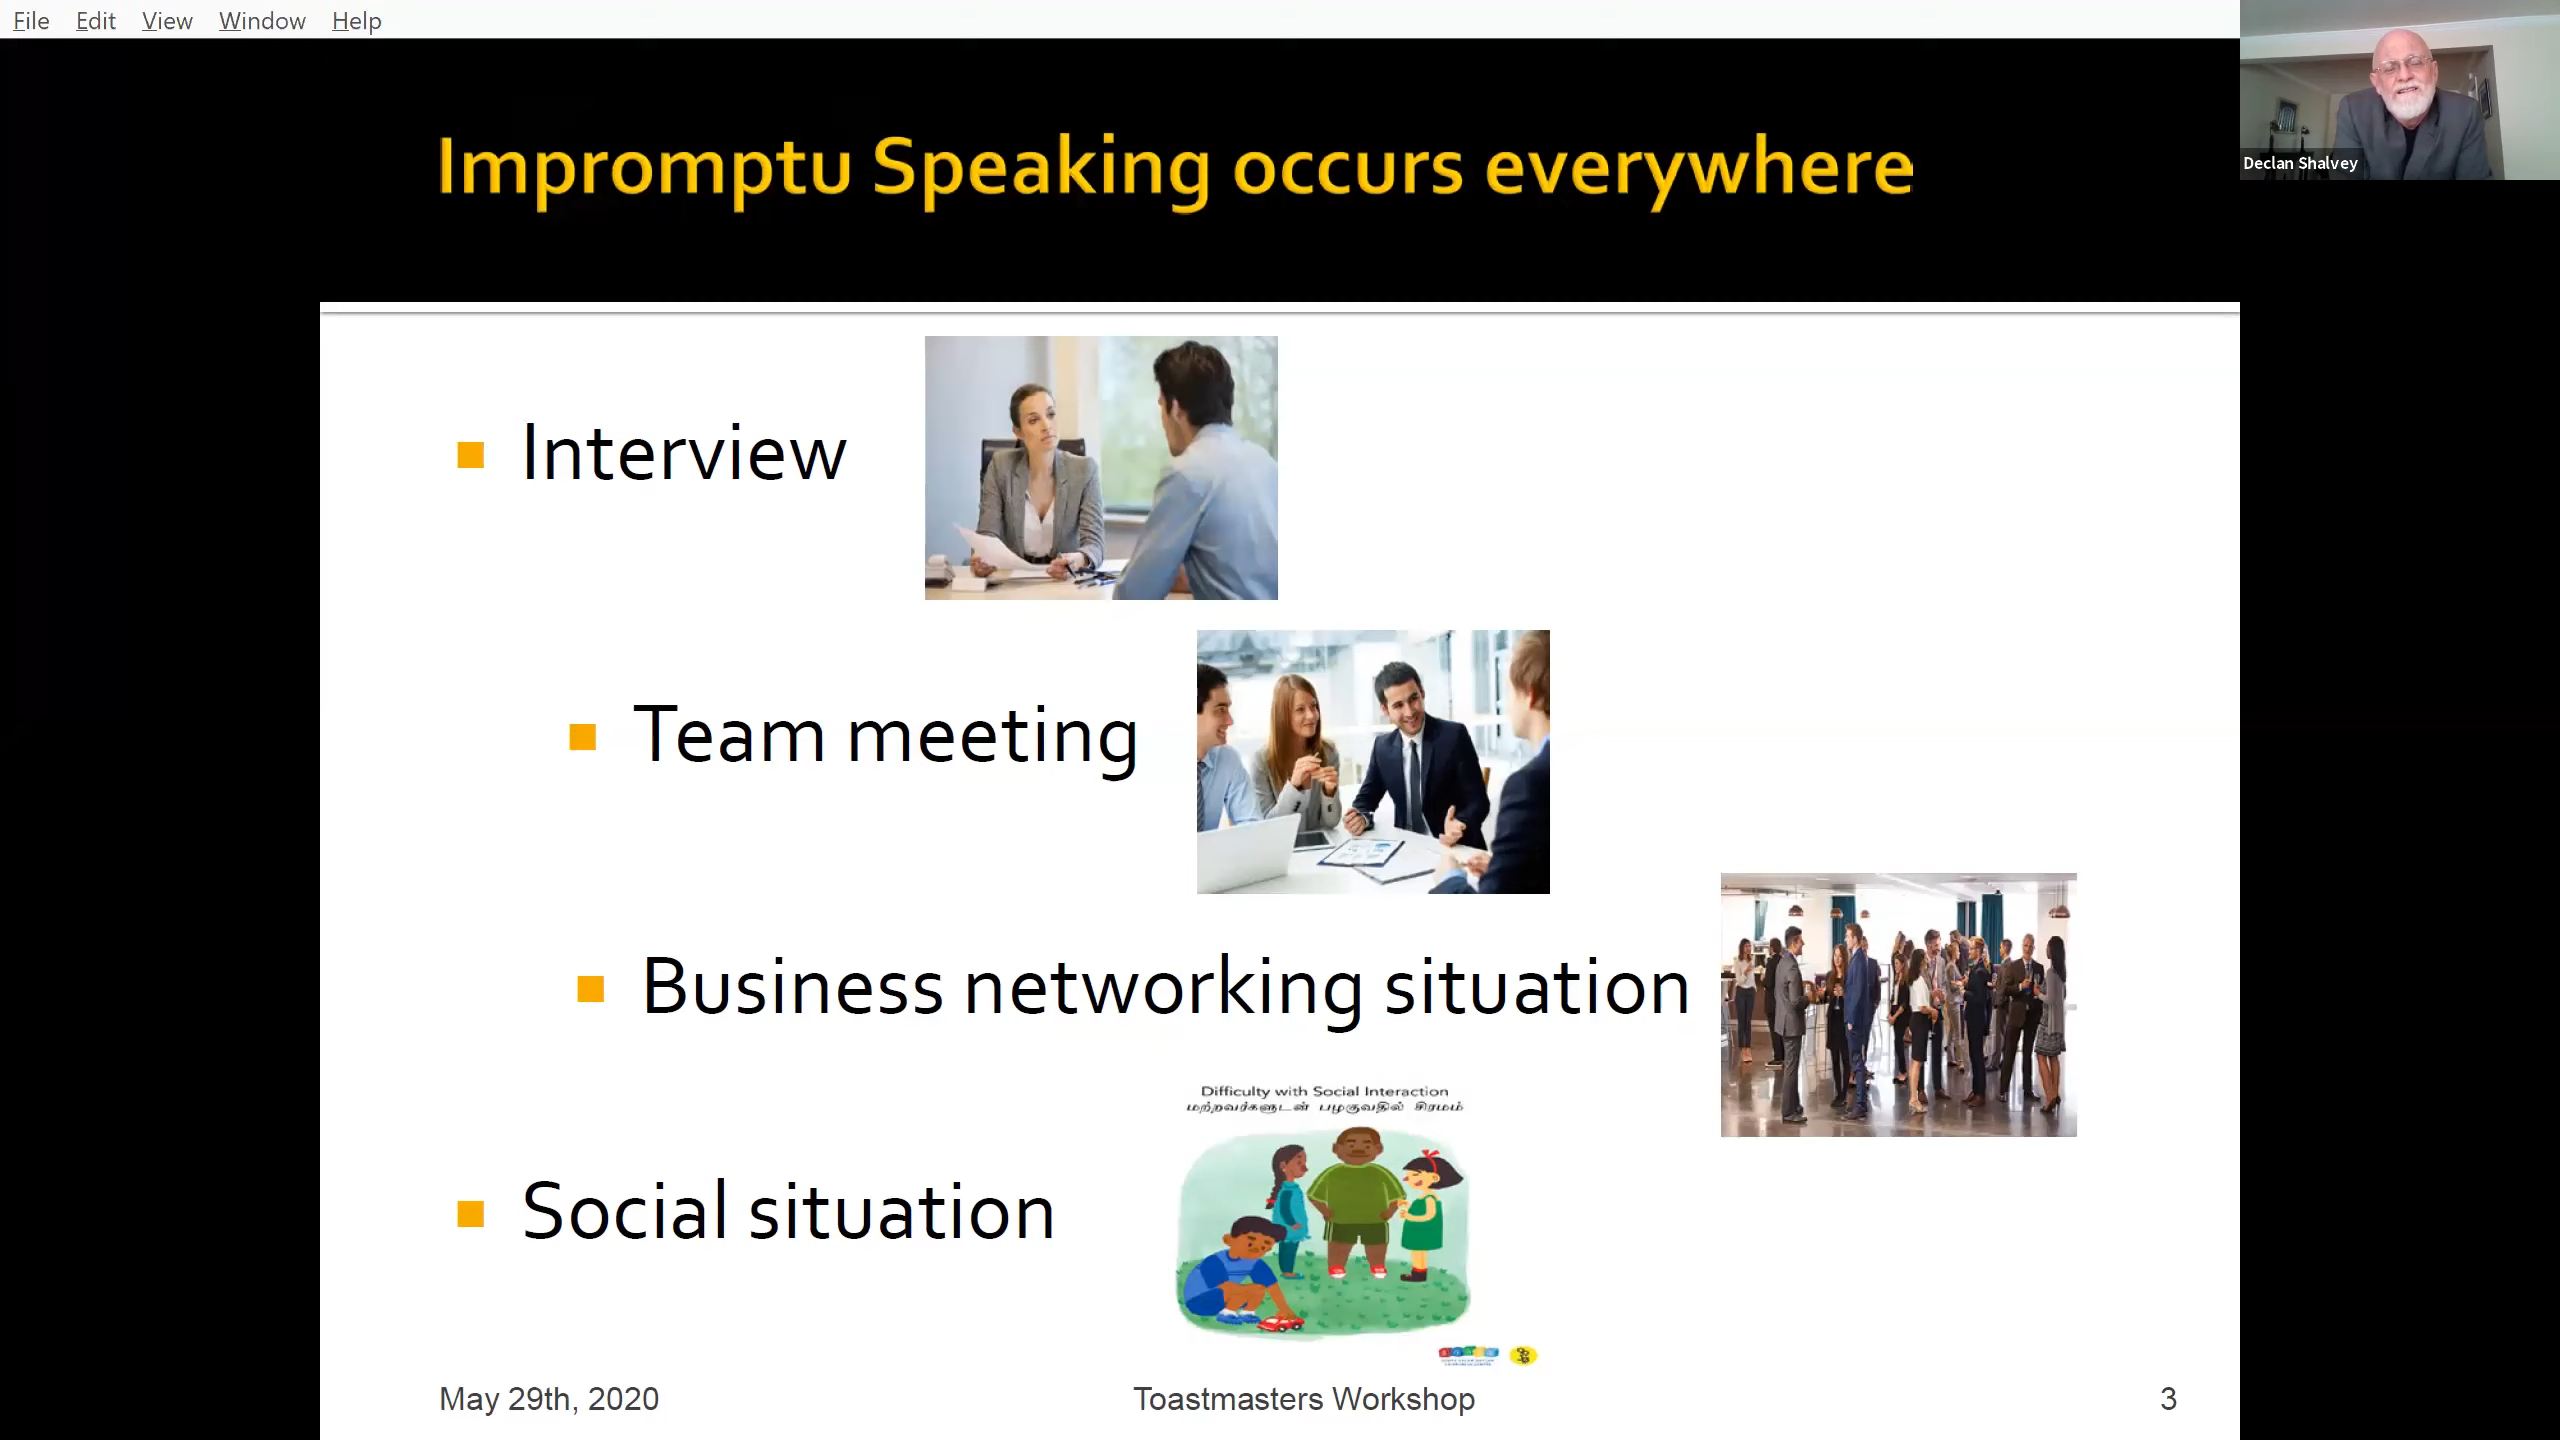 File Edit View Window Help
Declan Shalvey
Impromptu Speaking occurs everywhere
Interview
Team meeting
Business networking situation
Difficulty with Social Interaction
மற்றவர்களுடன் பழகுவதில் சிரமம்
Social situation
May 29th, 2020
Toastmasters Workshop
3